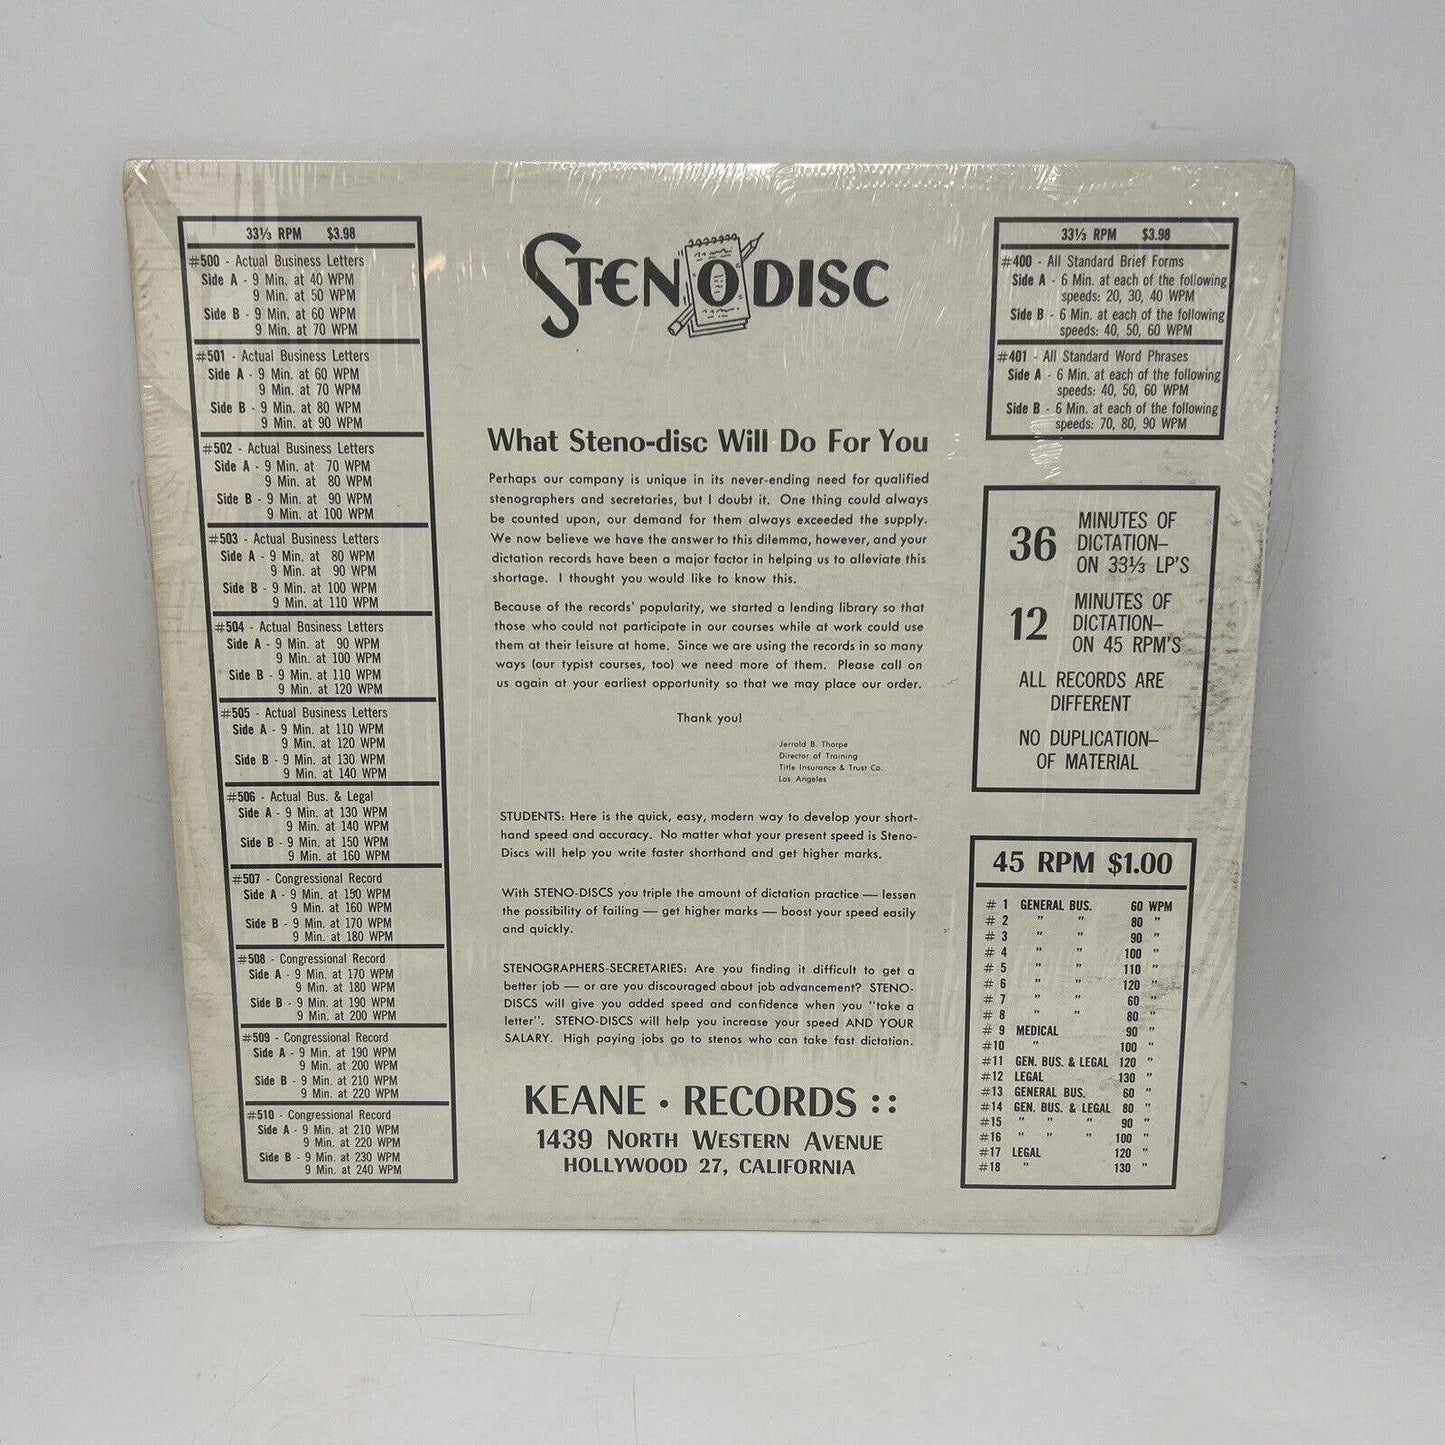 33⅓ RPM $3.98
#500 - Actual Business Letters
Side A - 9 Min. at 40 WPM
9 Min. at 50 WPM
Side B - 9 Min. at 60 WPM
9 Min. at 70 WPM
#501 - Actual Business Letters
Side A - 9 Min. at 60 WPM
9 Min. at 70 WPM
Side B - 9 Min. at 80 WPM
9 Min. at 90 WPM
#502 - Actual Business Letters
Side A - 9 Min. at 70 WPM
9 Min. at 80 WPM
Side B - 9 Min. at 90 WPM
9 Min. at 100 WPM
#503 - Actual Business Letters
Side A - 9 Min. at 80 WPM
9 Min. at 90 WPM
Side B - 9 Min. at 100 WPM
9 Min. at 110 WPM
#504 - Actual Business Letters
Side A - 9 Min. at 90 WPM
9 Min. at 100 WPM
Side B - 9 Min. at 110 WPM
9 Min. at 120 WPM
#505 - Actual Business Letters
Side A - 9 Min. at 110 WPM
9 Min. at 120 WPM
Side B - 9 Min. at 130 WPM
9 Min. at 140 WPM
#506 - Actual Bus. & Legal
Side A - 9 Min. at 130 WPM
9 Min. at 140 WPM
Side B - 9 Min. at 150 WPM
9 Min. at 160 WPM
#507 - Congressional Record
Side A - 9 Min. at 150 WPM
9 Min. at 160 WPM
Side B - 9 Min. at 170 WPM
9 Min. at 180 WPM
#508 - Congressional Record
Side A - 9 Min. at 170 WPM
9 Min. at 180 WPM
Side B - 9 Min. at 190 WPM
9 Min. at 200 WPM
#509 - Congressional Record
Side A - 9 Min. at 190 WPM
9 Min. at 200 WPM
Side B - 9 Min. at 210 WPM
9 Min. at 220 WPM
#510 - Congressional Record
Side A - 9 Min. at 210 WPM
9 Min. at 220 WPM
Side B - 9 Min. at 230 WPM
9 Min. at 240 WPM
STENODISC
What Steno-disc Will Do For You
Perhaps our company is unique in its never-ending need for qualified
stenographers and secretaries, but I doubt it. One thing could always
be counted upon, our demand for them always exceeded the supply.
We now believe we have the answer to this dilemma, however, and your
dictation records have been a major factor in helping us to alleviate this
shortage. I thought you would like to know this.
Because of the records' popularity, we started a lending library so that
those who could not participate in our courses while at work could use
them at their leisure at home. Since we are using the records in so many
ways (our typist courses, too) we need more of them. Please call on
us again at your earliest opportunity so that we may place our order.
Thank you!
Jerrold B. Thorpe
Director of Training
Title Insurance & Trust Co.
Los Angeles
STUDENTS: Here is the quick, easy, modern way to develop your short-
hand speed and accuracy. No matter what your present speed is Steno-
Discs will help you write faster shorthand and get higher marks.
With STENO-DISCS you triple the amount of dictation practice — lessen
the possibility of failing — get higher marks — boost your speed easily
and quickly.
STENOGRAPHERS-SECRETARIES: Are you finding it difficult to get a
better job — or are you discouraged about job advancement? STENO-
DISCS will give you added speed and confidence when you "take a
letter". STENO-DISCS will help you increase your speed AND YOUR
SALARY. High paying jobs go to stenos who can take fast dictation.
KEANE · RECORDS ::
1439 NORTH WESTERN AVENUE
HOLLYWOOD 27, CALIFORNIA
33⅓ RPM $3.98
#400 - All Standard Brief Forms
Side A - 6 Min. at each of the following
speeds: 20, 30, 40 WPM
Side B - 6 Min. at each of the following
speeds: 40, 50, 60 WPM
#401 - All Standard Word Phrases
Side A - 6 Min. at each of the following
speeds: 40, 50, 60 WPM
Side B - 6 Min. at each of the following
speeds: 70, 80, 90 WPM
36 MINUTES OF
DICTATION—
ON 33⅓ LP'S
12 MINUTES OF
DICTATION—
ON 45 RPM'S
ALL RECORDS ARE
DIFFERENT
NO DUPLICATION—
OF MATERIAL
45 RPM $1.00
# 1 GENERAL BUS. 60 WPM
# 2 " " 80 "
# 3 " " 90 "
# 4 " " 100 "
# 5 " " 110 "
# 6 " " 120 "
# 7 " " 60 "
# 8 " " 80 "
# 9 MEDICAL 90 "
#10 " 100 "
#11 GEN. BUS. & LEGAL 120 "
#12 LEGAL 130 "
#13 GENERAL BUS. 60 "
#14 GEN. BUS. & LEGAL 80 "
#15 " " " 90 "
#16 " " " 100 "
#17 LEGAL 120 "
#18 " 130 "